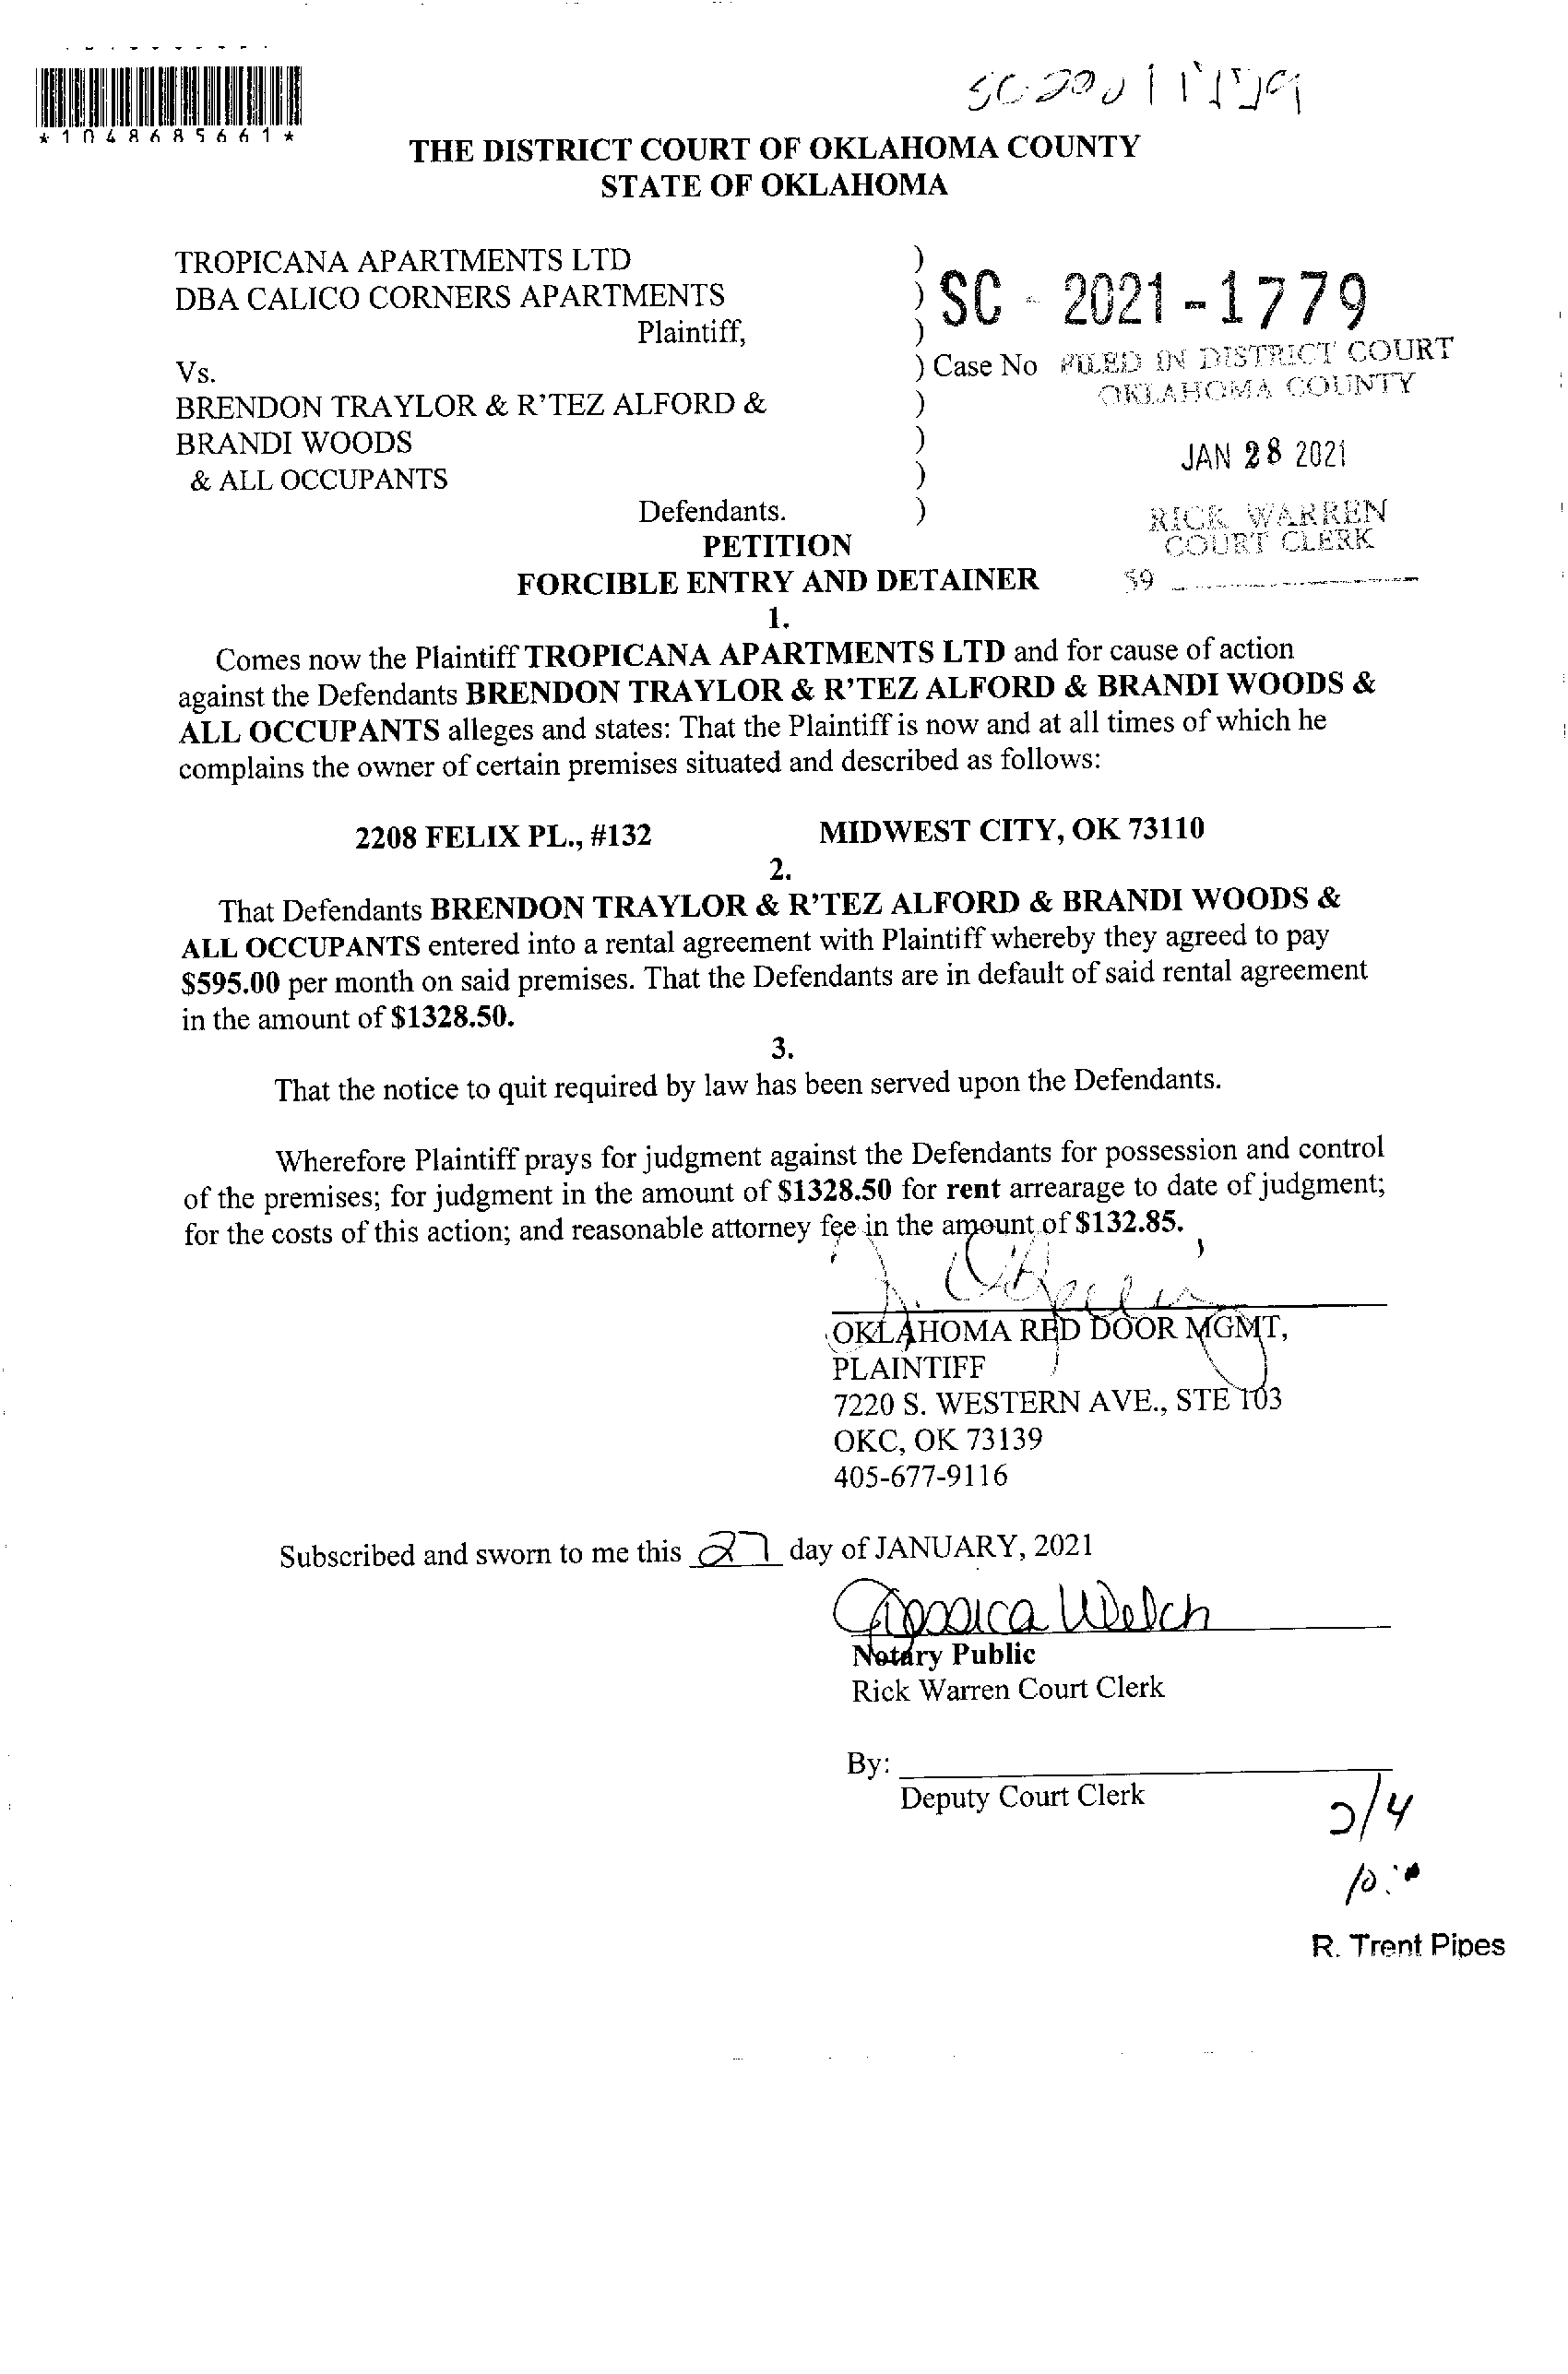 *1048685661*
THE DISTRICT COURT OF OKLAHOMA COUNTY
STATE OF OKLAHOMA
TROPICANA APARTMENTS LTD )
DBA CALICO CORNERS APARTMENTS ) SC - 2021 - 1779
Plaintiff, )
Vs. ) Case No FILED IN DISTRICT COURT
OKLAHOMA COUNTY
BRENDON TRAYLOR & R'TEZ ALFORD & )
BRANDI WOODS )
JAN 28 2021
& ALL OCCUPANTS )
Defendants. )
RICK WARREN
COURT CLERK
PETITION
FORCIBLE ENTRY AND DETAINER
59
1.
Comes now the Plaintiff TROPICANA APARTMENTS LTD and for cause of action
against the Defendants BRENDON TRAYLOR & R'TEZ ALFORD & BRANDI WOODS &
ALL OCCUPANTS alleges and states: That the Plaintiff is now and at all times of which he
complains the owner of certain premises situated and described as follows:
2208 FELIX PL., #132 MIDWEST CITY, OK 73110
2.
That Defendants BRENDON TRAYLOR & R'TEZ ALFORD & BRANDI WOODS &
ALL OCCUPANTS entered into a rental agreement with Plaintiff whereby they agreed to pay
$595.00 per month on said premises. That the Defendants are in default of said rental agreement
in the amount of $1328.50.
3.
That the notice to quit required by law has been served upon the Defendants.
Wherefore Plaintiff prays for judgment against the Defendants for possession and control
of the premises; for judgment in the amount of $1328.50 for rent arrearage to date of judgment;
for the costs of this action; and reasonable attorney fee in the amount of $132.85.
OKLAHOMA RED DOOR MGMT,
PLAINTIFF
7220 S. WESTERN AVE., STE 103
OKC, OK 73139
405-677-9116
Subscribed and sworn to me this 27 day of JANUARY, 2021
Jessica Welch
Notary Public
Rick Warren Court Clerk
By:
Deputy Court Clerk
2/4
R. Trent Pipes